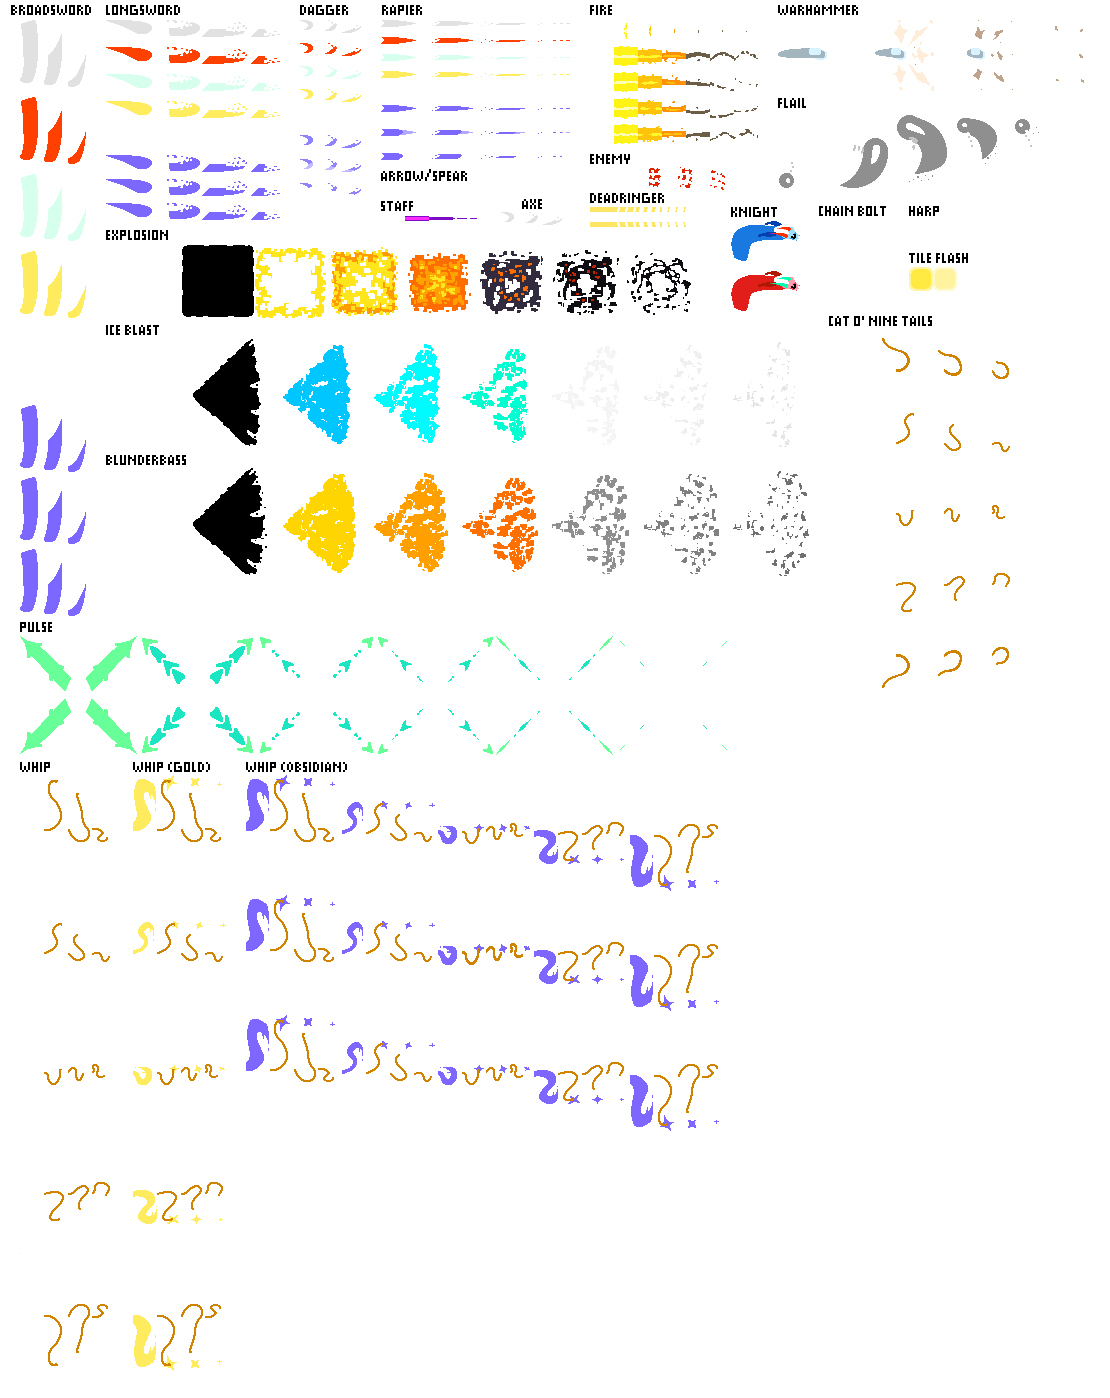 BROADSWORD
LONGSWORD
DAGGER
RAPIER
FIRE
WARHAMMER
FLAIL
ENEMY
ARROW/SPEAR
DEADRINGER
STAFF
AXE
KNIGHT
CHAIN BOLT
HARP
EXPLOSION
TILE FLASH
CAT O' NINE TAILS
ICE BLAST
BLUNDERBASS
PULSE
WHIP
WHIP (GOLD)
WHIP (OBSIDIAN)